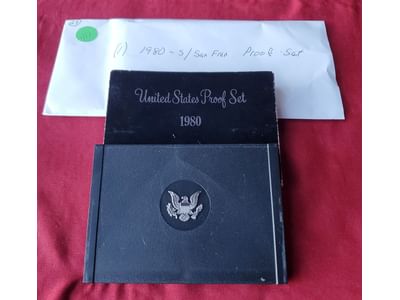 (1) 1980 - S/San Fran Proof Set
United States Proof Set
1980